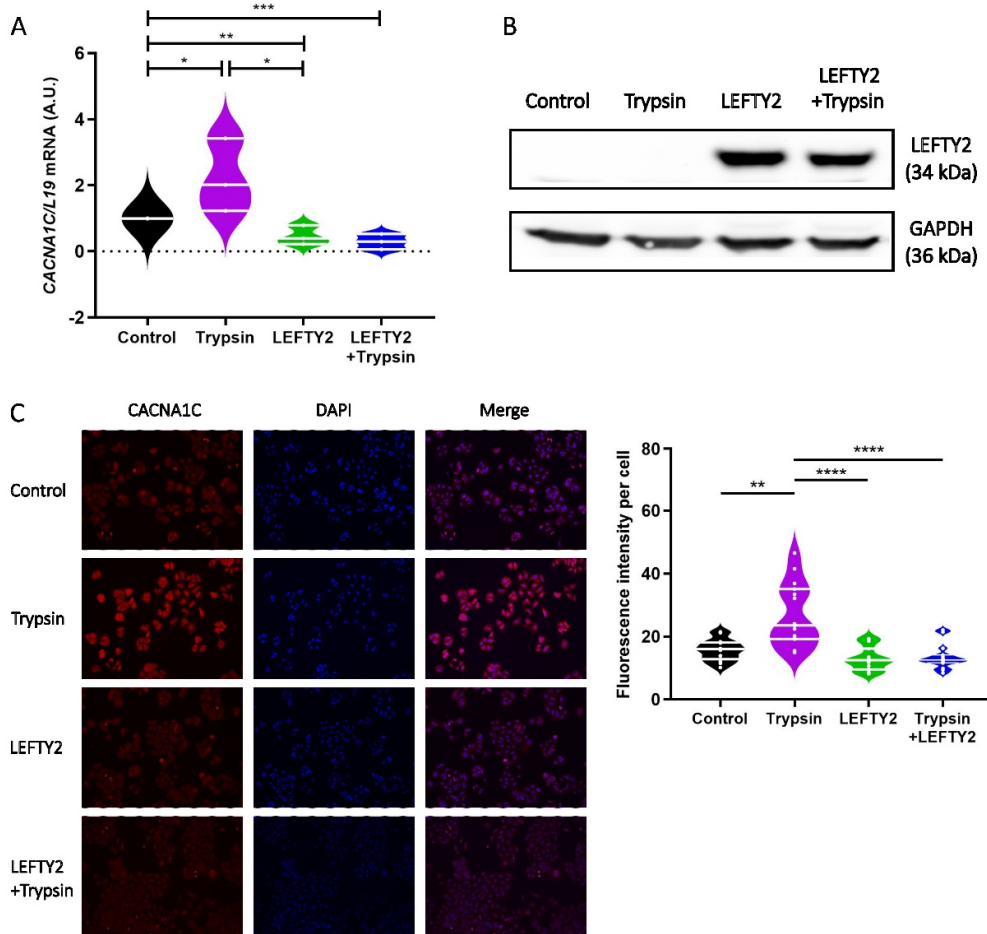 A
***
**
*
*
6
4
2
0
-2
CACNA1C/L19 mRNA (A.U.)
Control
Trypsin
LEFTY2
LEFTY2
+Trypsin
B
Control
Trypsin
LEFTY2
LEFTY2
+Trypsin
LEFTY2
(34 kDa)
GAPDH
(36 kDa)
C
CACNA1C
DAPI
Merge
Control
Trypsin
LEFTY2
LEFTY2
+Trypsin
80
60
40
20
0
Fluorescence intensity per cell
****
****
**
Control
Trypsin
LEFTY2
Trypsin
+LEFTY2